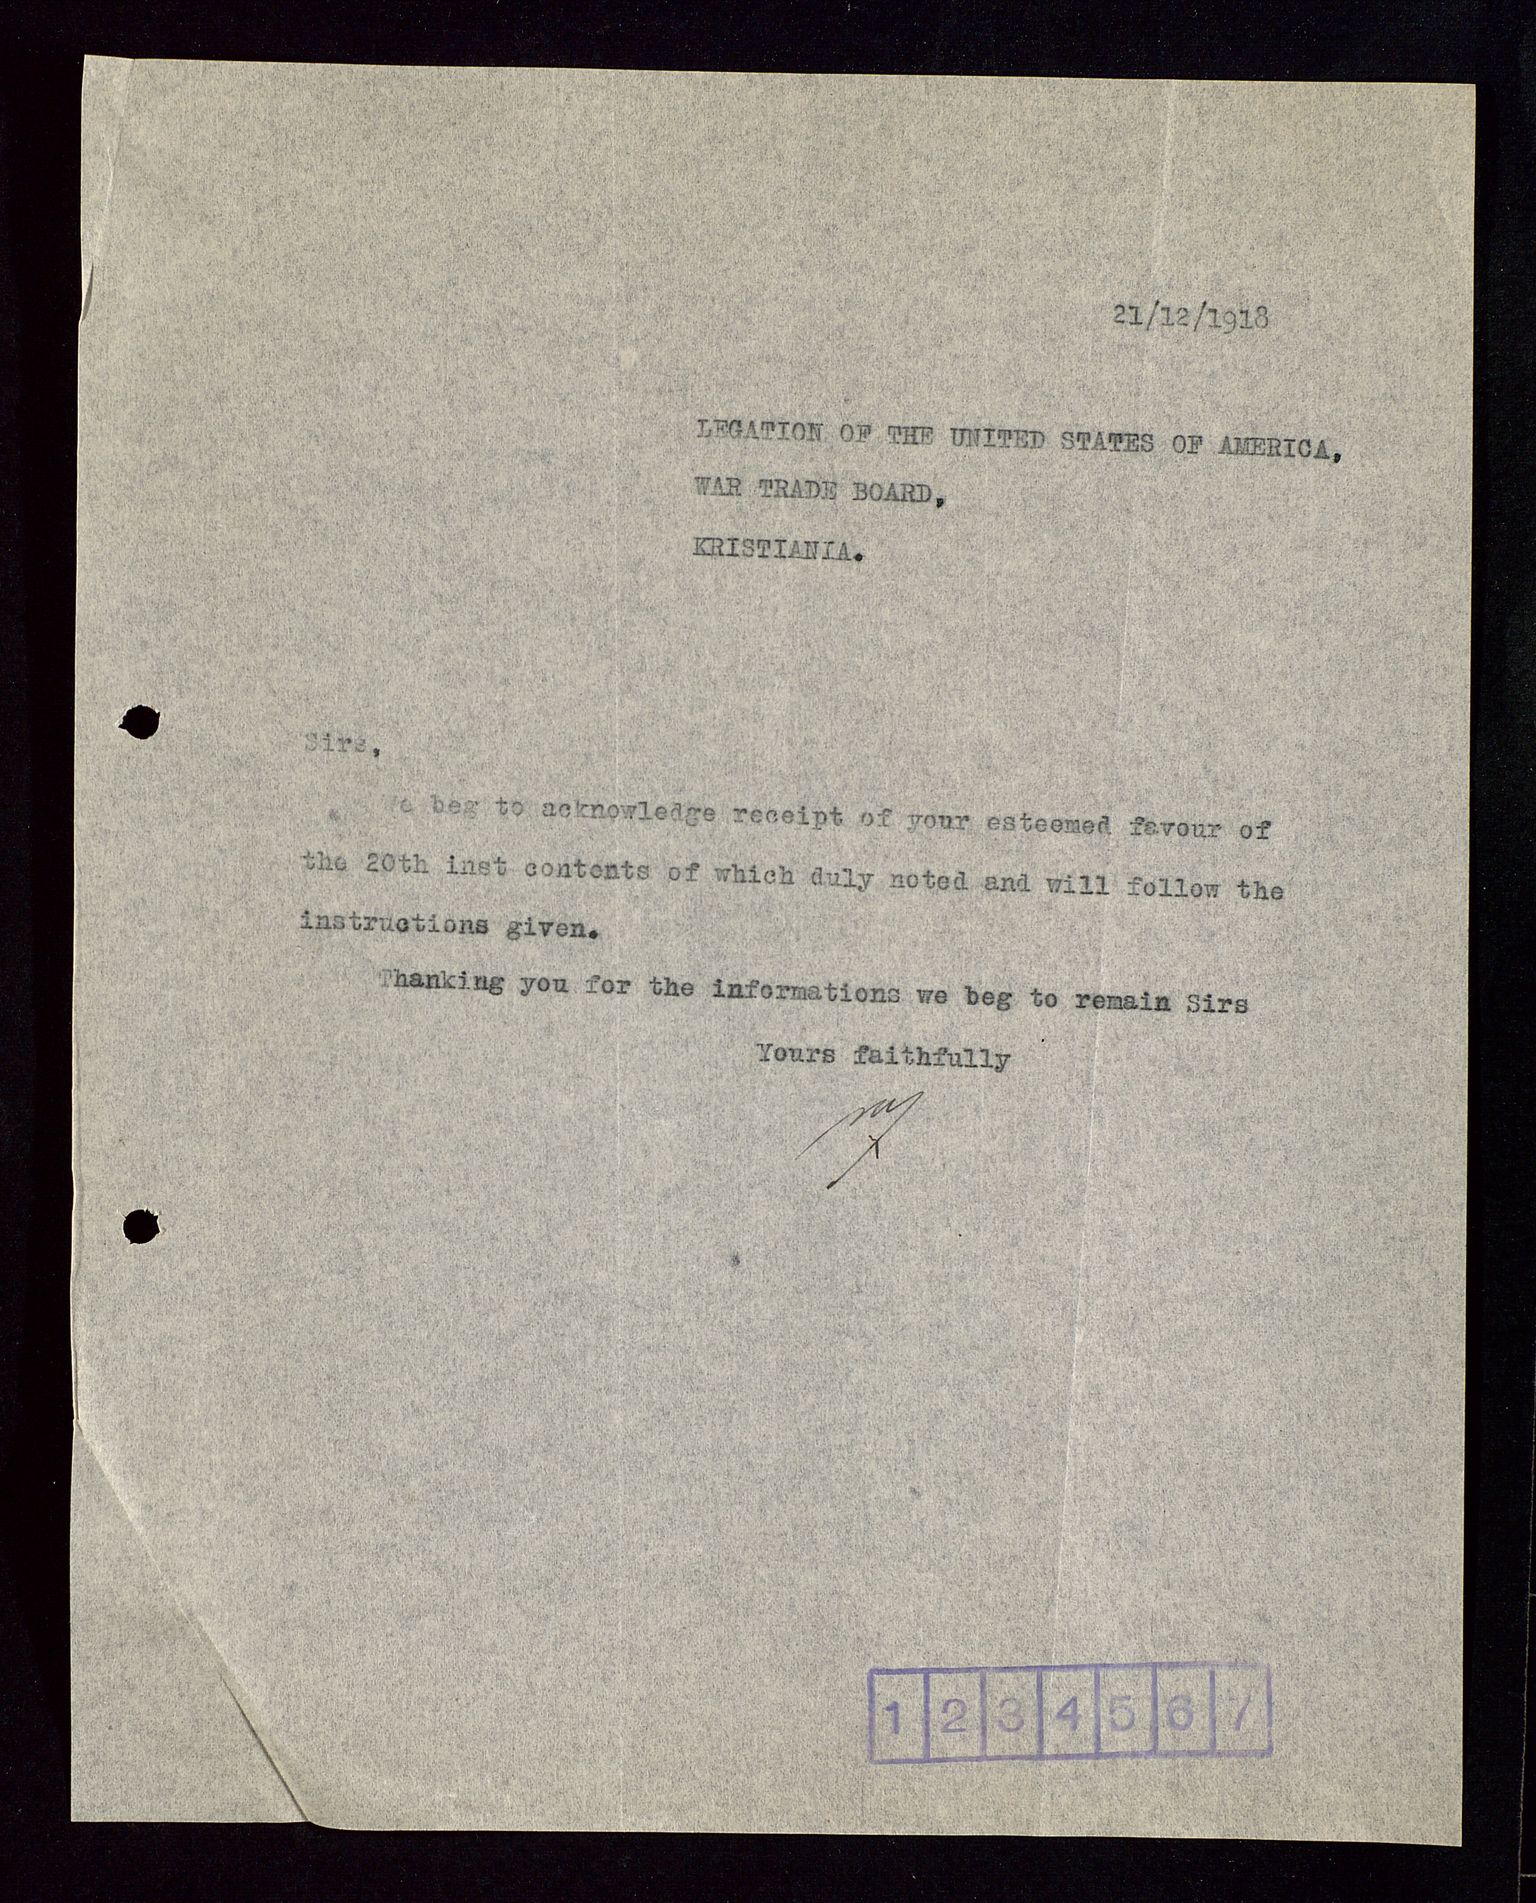 21/12/1918
LEGATION OF THE UNITED STATES OF AMERICA,
WAR TRADE BOARD,
KRISTIANIA.
Sirs,
We beg to acknowledge receipt of your esteemed favour of
the 20th inst contents of which duly noted and will follow the
instructions given.
Thanking you for the informations we beg to remain Sirs
Yours faithfully
1 2 3 4 5 6 7